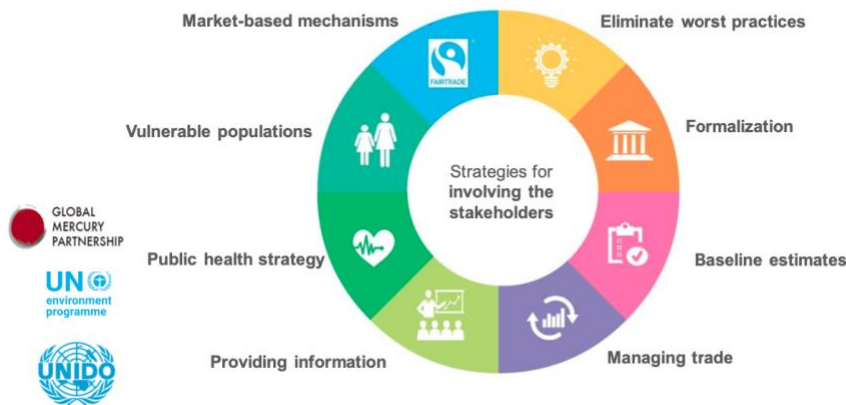 Market-based mechanisms
Eliminate worst practices
FAIRTRADE
Vulnerable populations
Formalization
Strategies for
involving the
stakeholders
GLOBAL
MERCURY
PARTNERSHIP
Public health strategy
Baseline estimates
UN
environment
programme
Providing information
Managing trade
UNIDO